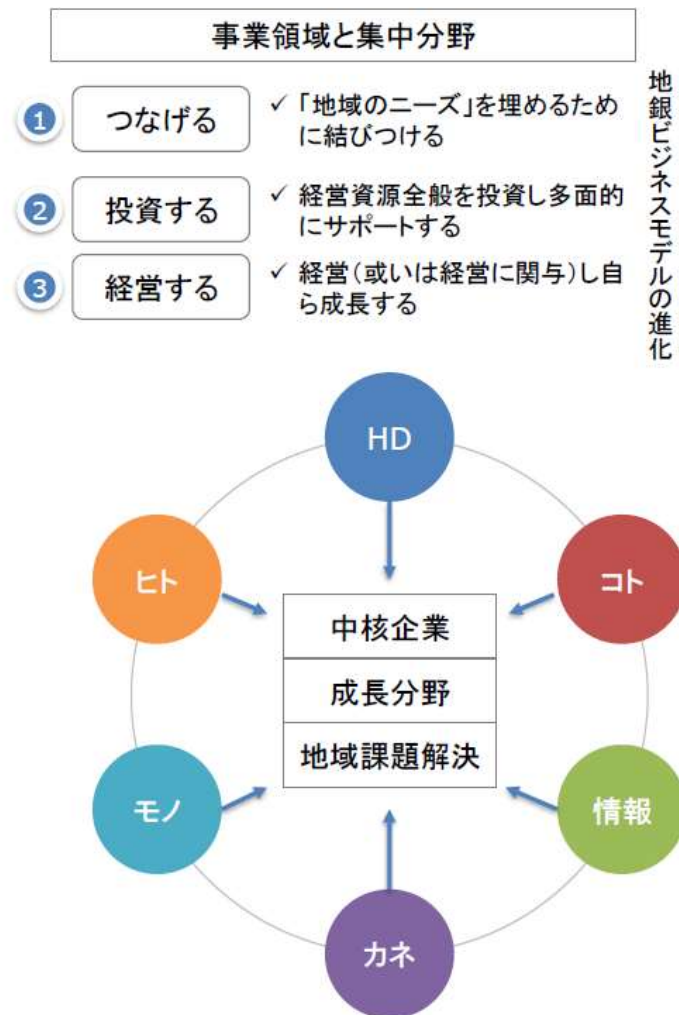 事業領域と集中分野
1
つなげる
✓ 「地域のニーズ」を埋めるため
に結びつける
2
投資する
✓ 経営資源全般を投資し多面的
にサポートする
3
経営する
✓ 経営(或いは経営に関与)し自
ら成長する
地銀ビジネスモデルの進化
HD
ヒト
コト
中核企業
成長分野
地域課題解決
モノ
情報
カネ